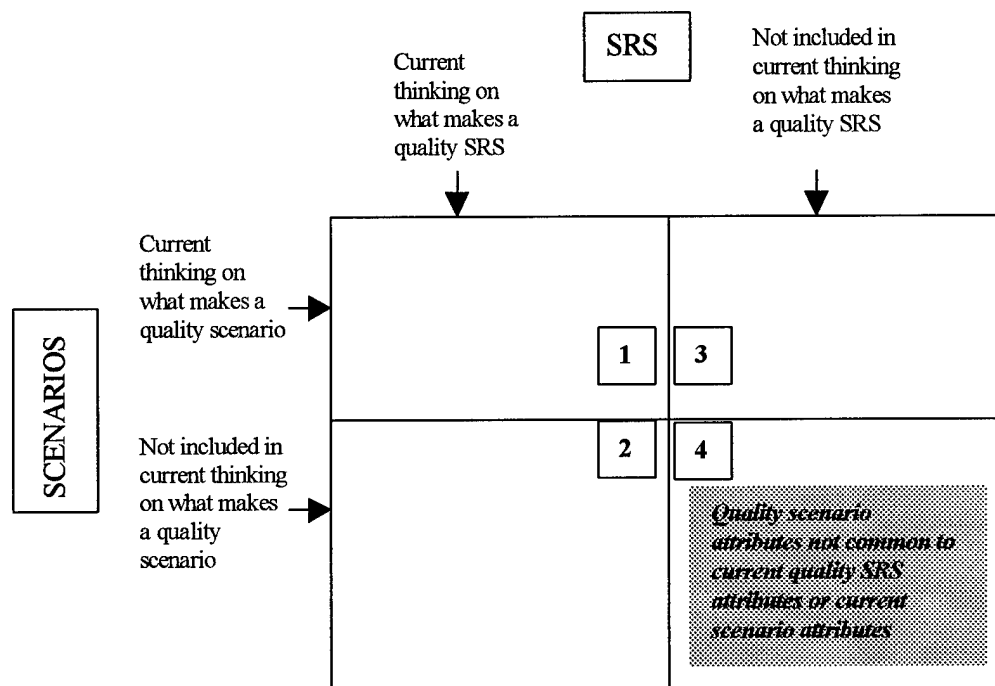 SRS
Current
thinking on
what makes a
quality SRS
Not included in
current thinking
on what makes
a quality SRS
SCENARIOS
Current
thinking on
what makes a
quality scenario
Not included in
current thinking
on what makes
a quality
scenario
1
3
2
4
Quality scenario
attributes not common to
current quality SRS
attributes or current
scenario attributes